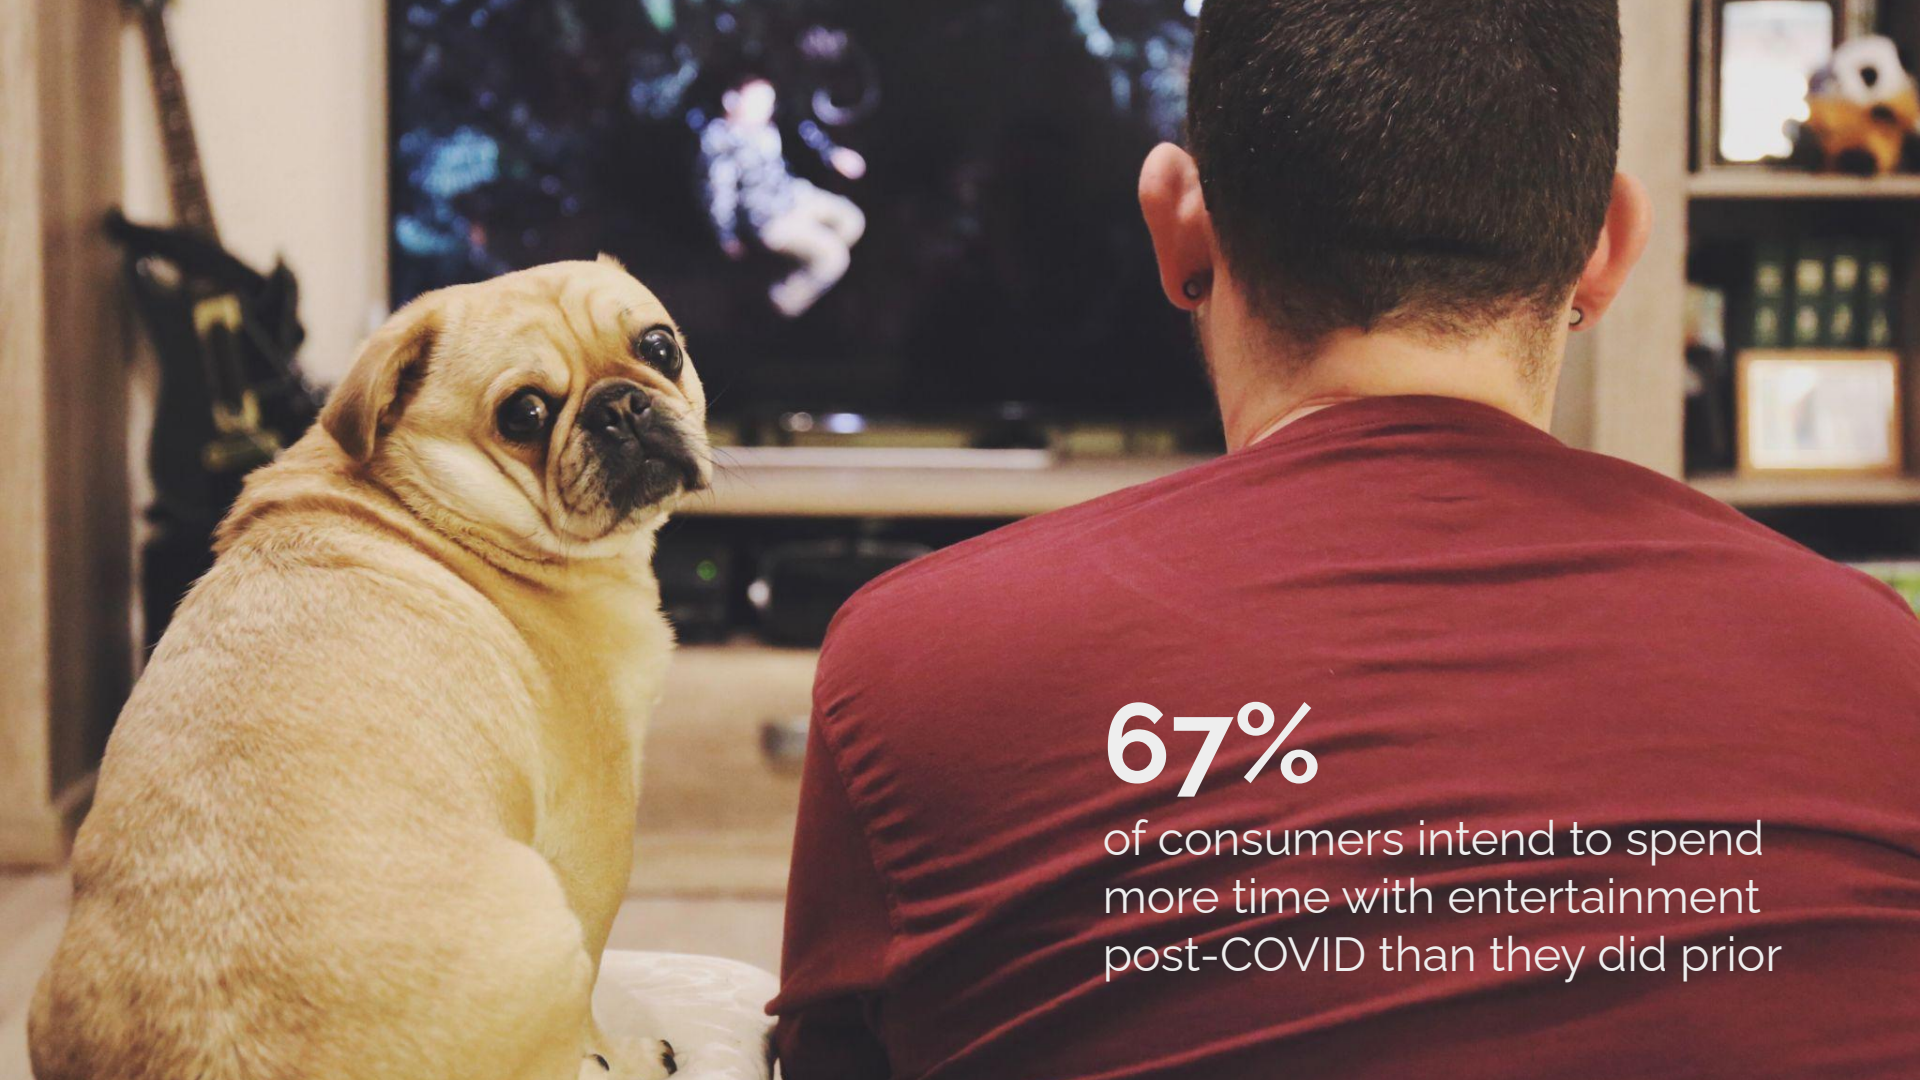 67%
of consumers intend to spend
more time with entertainment
post-COVID than they did prior